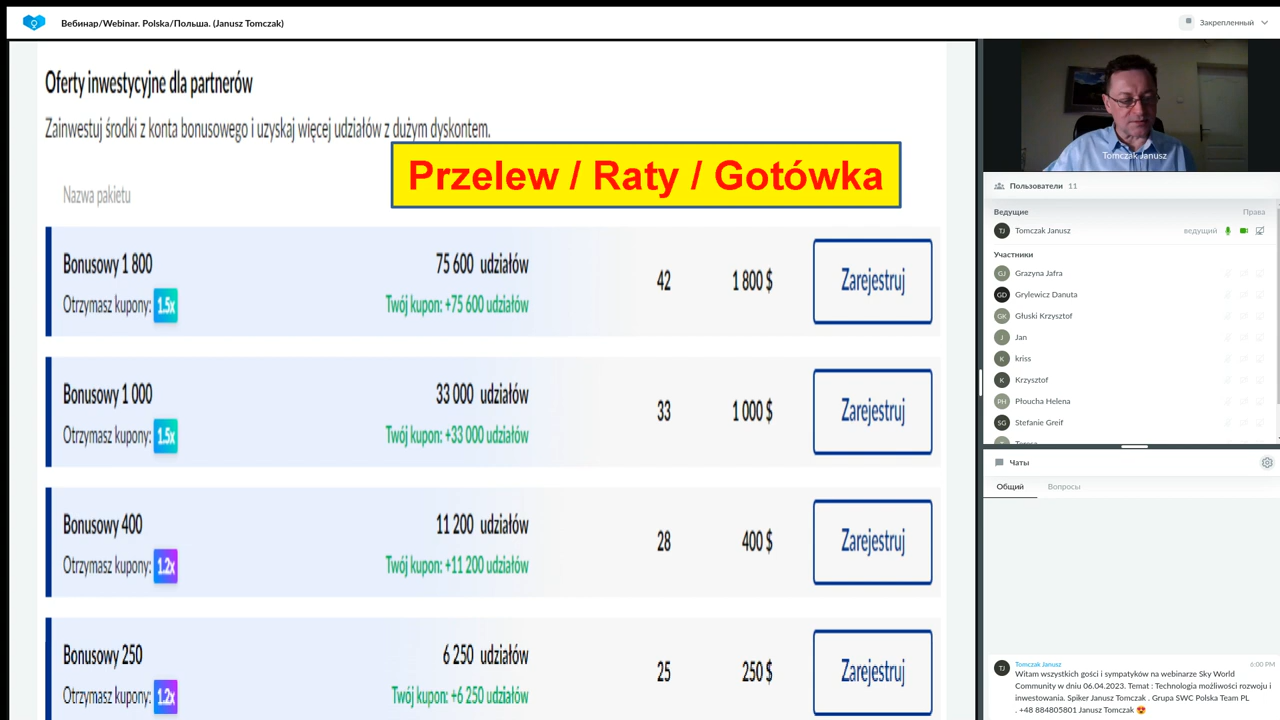 Вебинар/Webinar. Polska/Польша. (Janusz Tomczak)
Закрепленный
Oferty inwestycyjne dla partnerów
Zainwestuj środki z konta bonusowego i uzyskaj więcej udziałów z dużym dyskontem.
Przelew / Raty / Gotówka
Nazwa pakietu
Bonusowy 1 800
75 600 udziałów
42
1 800 $
Zarejestruj
Otrzymasz kupony: 1.5x
Twój kupon: +75 600 udziałów
Bonusowy 1 000
33 000 udziałów
33
1 000 $
Zarejestruj
Otrzymasz kupony: 1.5x
Twój kupon: +33 000 udziałów
Bonusowy 400
11 200 udziałów
28
400 $
Zarejestruj
Otrzymasz kupony: 1.2x
Twój kupon: +11 200 udziałów
Bonusowy 250
6 250 udziałów
25
250 $
Zarejestruj
Otrzymasz kupony: 1.2x
Twój kupon: +6 250 udziałów
Tomczak Janusz
Пользователи 11
Ведущие
Права
TJ Tomczak Janusz ведущий
Участники
GJ Grazyna Jafra
GD Grylewicz Danuta
GK Głuski Krzysztof
J Jan
K kriss
K Krzysztof
PH Płoucha Helena
SG Stefanie Greif
Чаты
Общий
Вопросы
TJ Tomczak Janusz 6:00 PM
Witam wszystkich gości i sympatyków na webinarze Sky World
Community w dniu 06.04.2023. Temat : Technologia możliwości rozwoju i
inwestowania. Spiker Janusz Tomczak . Grupa SWC Polska Team PL
. +48 884805801 Janusz Tomczak 😍